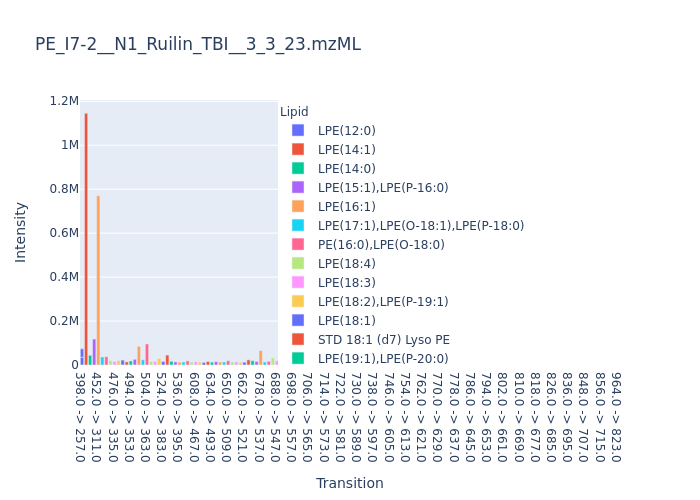 PE_I7-2__N1_Ruilin_TBI__3_3_23.mzML
Intensity
1.2M
1M
0.8M
0.6M
0.4M
0.2M
0
Lipid
LPE(12:0)
LPE(14:1)
LPE(14:0)
LPE(15:1),LPE(P-16:0)
LPE(16:1)
LPE(17:1),LPE(O-18:1),LPE(P-18:0)
PE(16:0),LPE(O-18:0)
LPE(18:4)
LPE(18:3)
LPE(18:2),LPE(P-19:1)
LPE(18:1)
STD 18:1 (d7) Lyso PE
LPE(19:1),LPE(P-20:0)
398.0 -> 257.0
452.0 -> 311.0
476.0 -> 335.0
494.0 -> 353.0
504.0 -> 363.0
524.0 -> 383.0
536.0 -> 395.0
608.0 -> 467.0
634.0 -> 493.0
650.0 -> 509.0
662.0 -> 521.0
678.0 -> 537.0
688.0 -> 547.0
698.0 -> 557.0
706.0 -> 565.0
714.0 -> 573.0
722.0 -> 581.0
730.0 -> 589.0
738.0 -> 597.0
746.0 -> 605.0
754.0 -> 613.0
762.0 -> 621.0
770.0 -> 629.0
778.0 -> 637.0
786.0 -> 645.0
794.0 -> 653.0
802.0 -> 661.0
810.0 -> 669.0
818.0 -> 677.0
826.0 -> 685.0
836.0 -> 695.0
848.0 -> 707.0
856.0 -> 715.0
964.0 -> 823.0
Transition